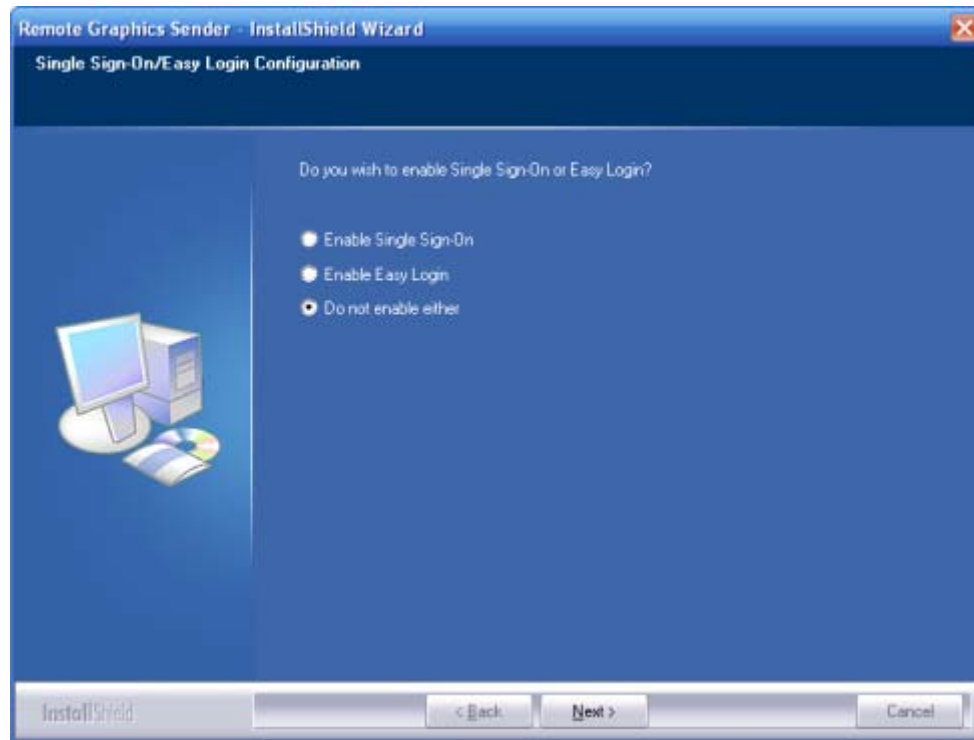 Remote Graphics Sender - InstallShield Wizard
Single Sign-On/Easy Login Configuration
Do you wish to enable Single Sign-On or Easy Login?
Enable Single Sign-On
Enable Easy Login
Do not enable either
InstallShield
< Back
Next >
Cancel